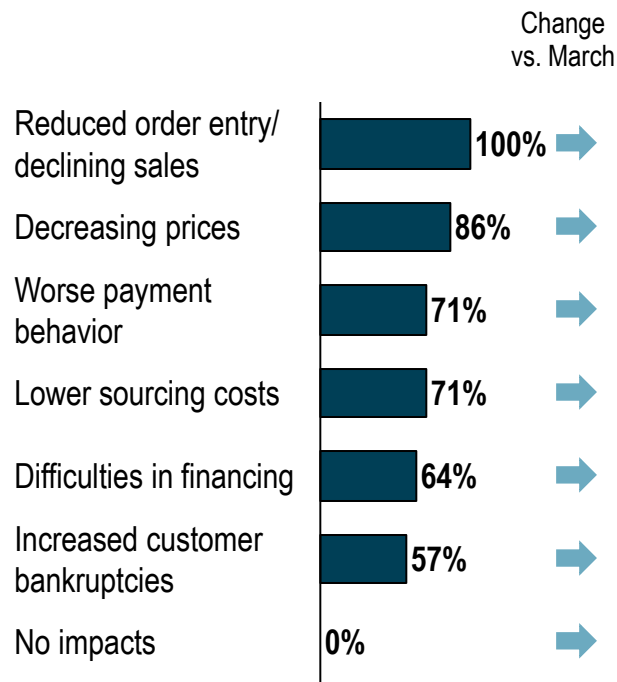 Change
vs. March
Reduced order entry/
declining sales
100%
Decreasing prices
86%
Worse payment
behavior
71%
Lower sourcing costs
71%
Difficulties in financing
64%
Increased customer
bankruptcies
57%
No impacts
0%